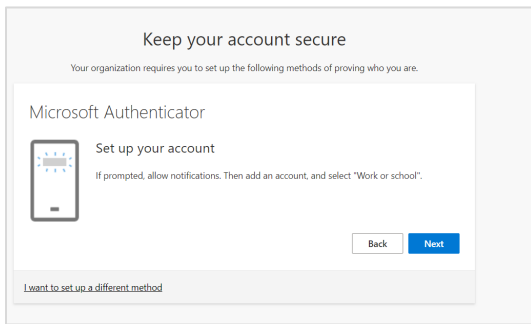 Keep your account secure
Your organization requires you to set up the following methods of proving who you are.
Microsoft Authenticator
Set up your account
If prompted, allow notifications. Then add an account, and select "Work or school".
Back Next
I want to set up a different method